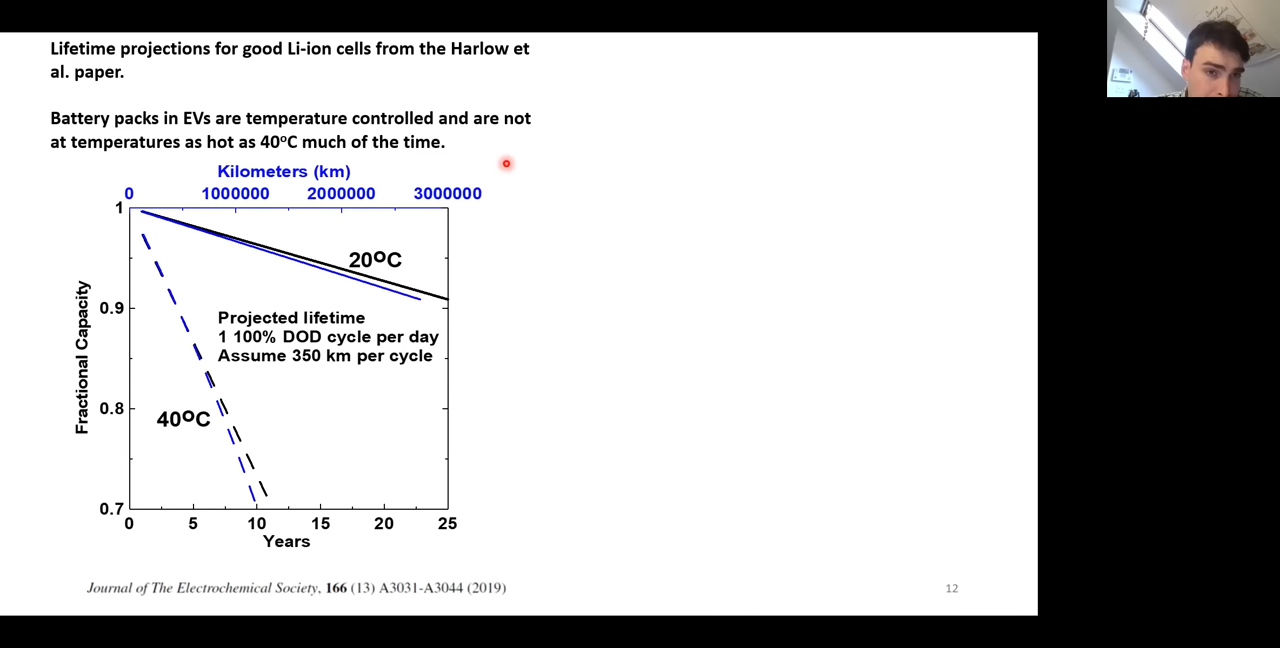 Lifetime projections for good Li-ion cells from the Harlow et
al. paper.
Battery packs in EVs are temperature controlled and are not
at temperatures as hot as 40ºC much of the time.
Kilometers (km)
0 1000000 2000000 3000000
1
20ºC
Fractional Capacity
0.9
Projected lifetime
1 100% DOD cycle per day
Assume 350 km per cycle
0.8
40ºC
0.7
0 5 10 15 20 25
Years
Journal of The Electrochemical Society, 166 (13) A3031-A3044 (2019)
12